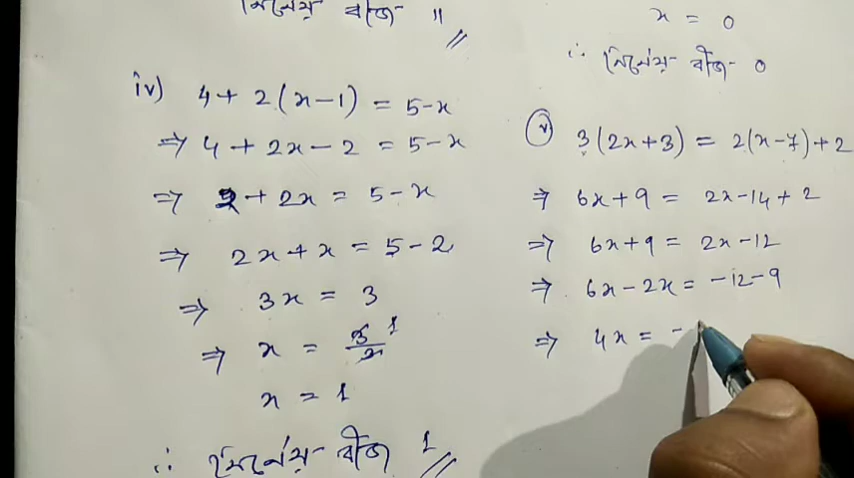 নির্ণেয় বীজ 11
iv) 4 + 2(x-1) = 5-x
⇒ 4 + 2x - 2 = 5-x
⇒ 2 + 2x = 5-x
⇒ 2x + x = 5-2
⇒ 3x = 3
⇒ x = 3/3 1
x = 1
∴ নির্ণেয় বীজ 1
x = 0
∴ নির্ণেয় বীজ 0
v 3(2x+3) = 2(x-7)+2
⇒ 6x+9 = 2x-14+2
⇒ 6x+9 = 2x-12
⇒ 6x-2x = -12-9
⇒ 4x = -